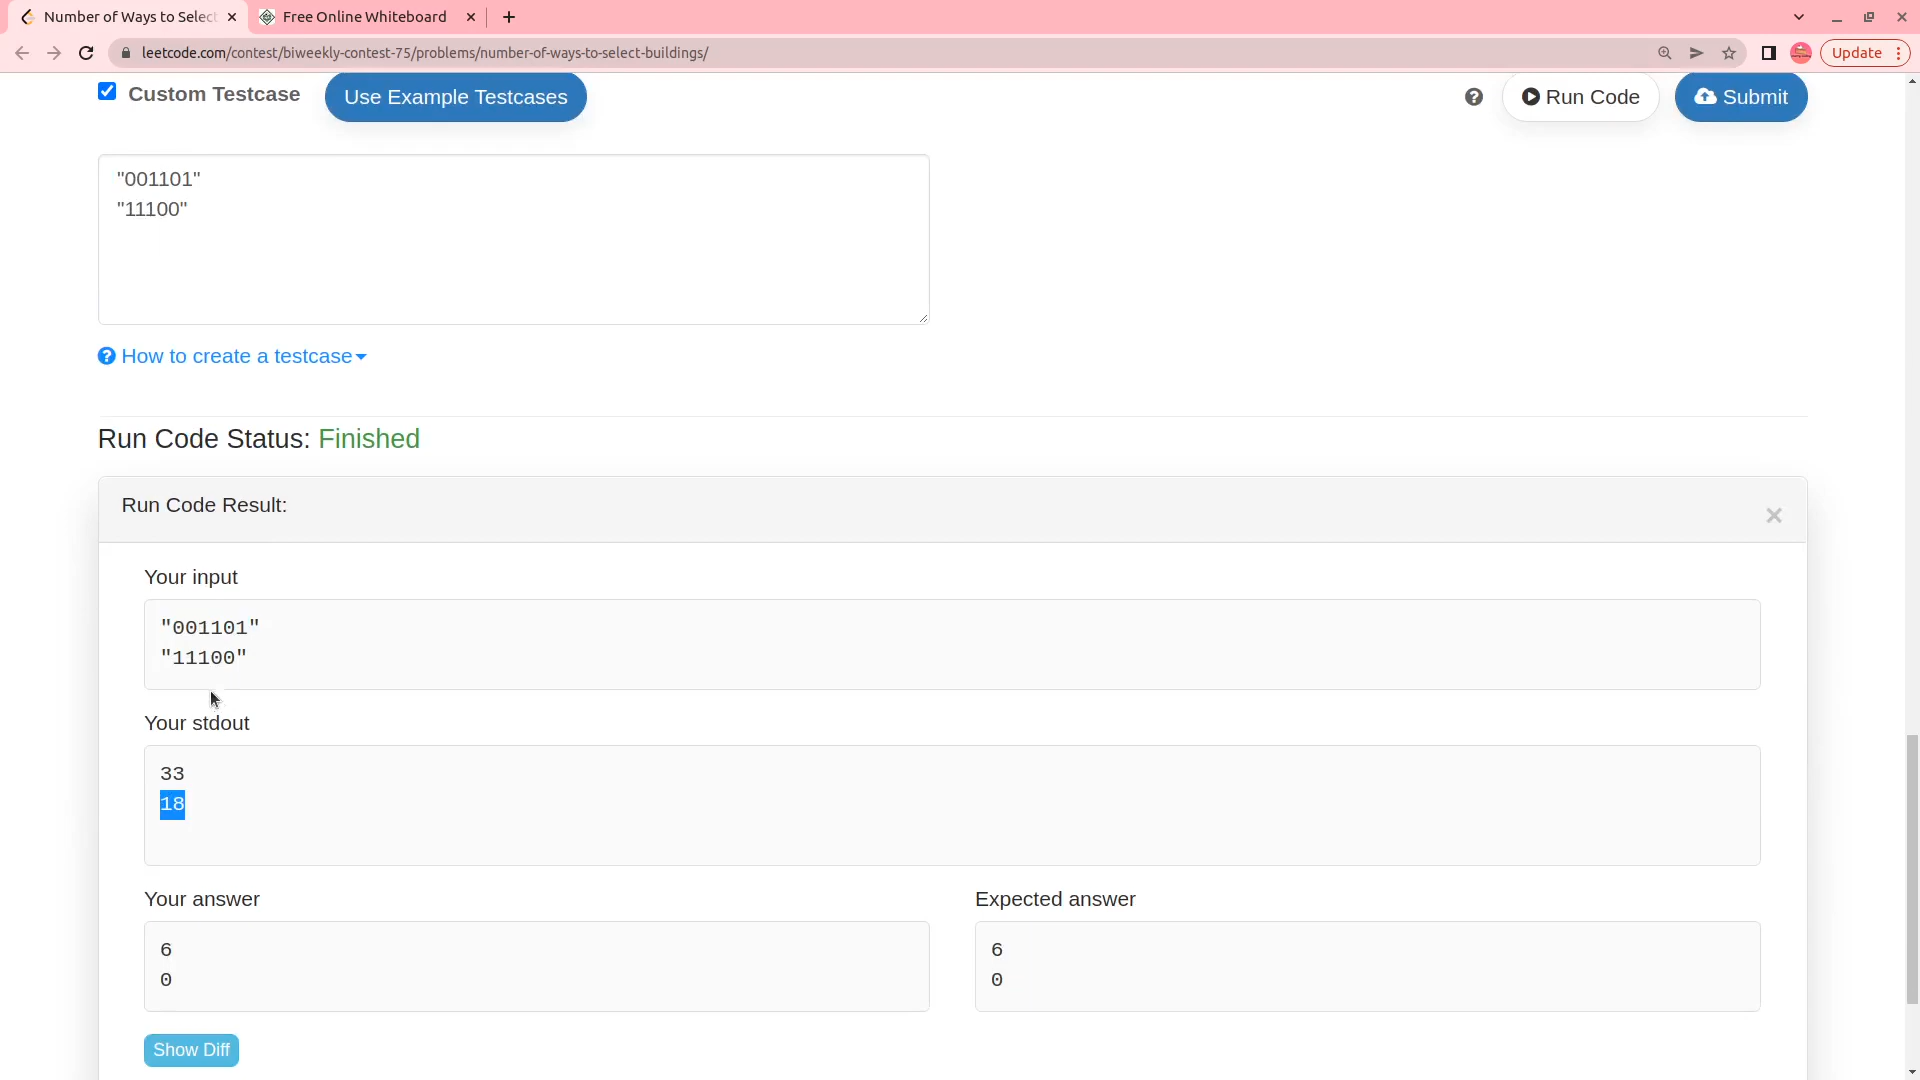 Number of Ways to Select
Free Online Whiteboard
leetcode.com/contest/biweekly-contest-75/problems/number-of-ways-to-select-buildings/
Update
Custom Testcase
Use Example Testcases
Run Code
Submit
"001101"
"11100"
How to create a testcase
Run Code Status: Finished
Run Code Result:
Your input
"001101"
"11100"
Your stdout
33
18
Your answer
6
0
Expected answer
6
0
Show Diff